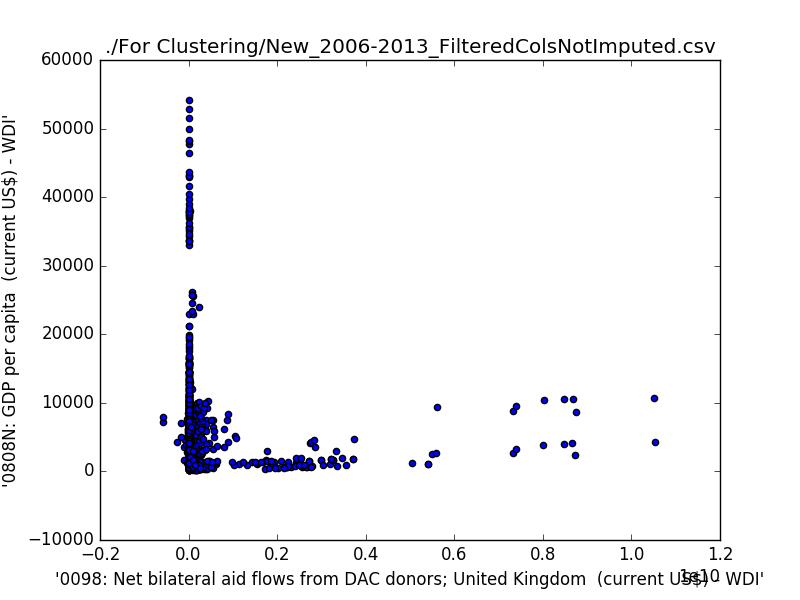 ./For Clustering/New_2006-2013_FilteredColsNotImputed.csv
'0808N: GDP per capita  (current US$) - WDI'
60000
50000
40000
30000
20000
10000
0
−10000
−0.2 0.0 0.2 0.4 0.6 0.8 1.0 1.2
1e10
'0098: Net bilateral aid flows from DAC donors; United Kingdom  (current US$) - WDI'